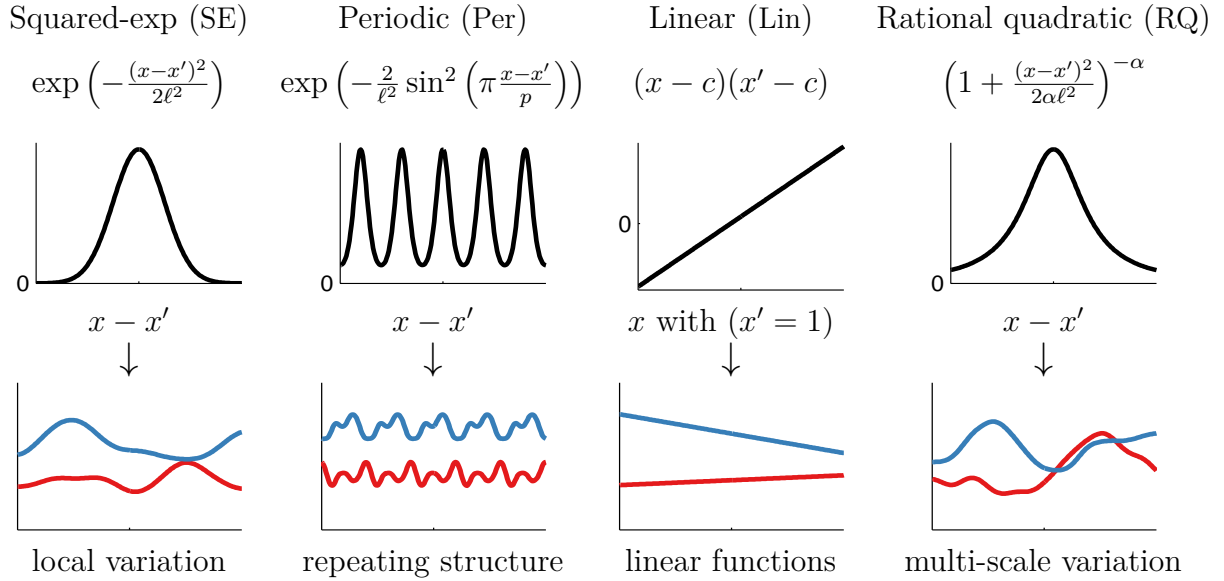 Squared-exp (SE) Periodic (Per) Linear (Lin) Rational quadratic (RQ)
exp(−(x−x′)²/2ℓ²) exp(−2/ℓ² sin²(π x−x′/p)) (x − c)(x′ − c) (1 + (x−x′)²/2αℓ²)^−α
0 0 0 0
x − x′ x − x′ x with (x′ = 1) x − x′
↓ ↓ ↓ ↓
local variation repeating structure linear functions multi-scale variation